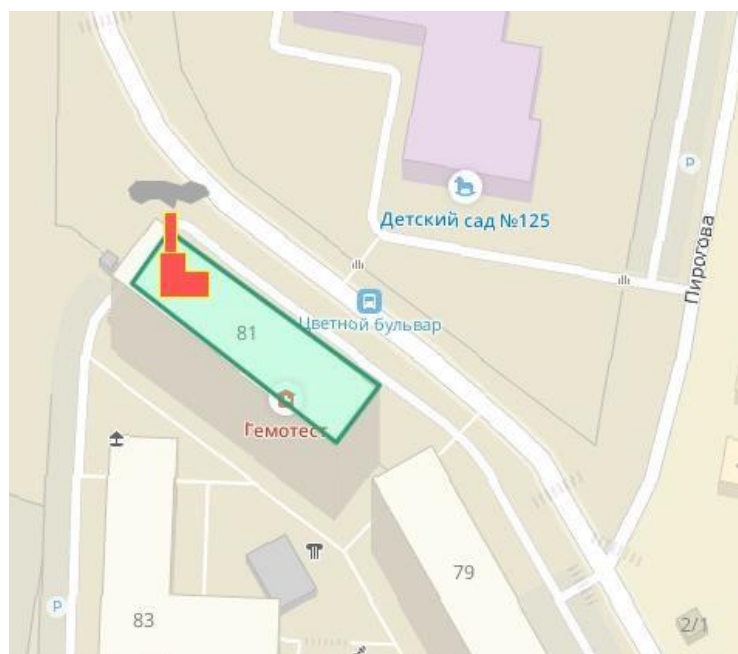 P
Детский сад №125
Пирогова
Цветной бульвар
81
Гемотест
79
P
83
2/1